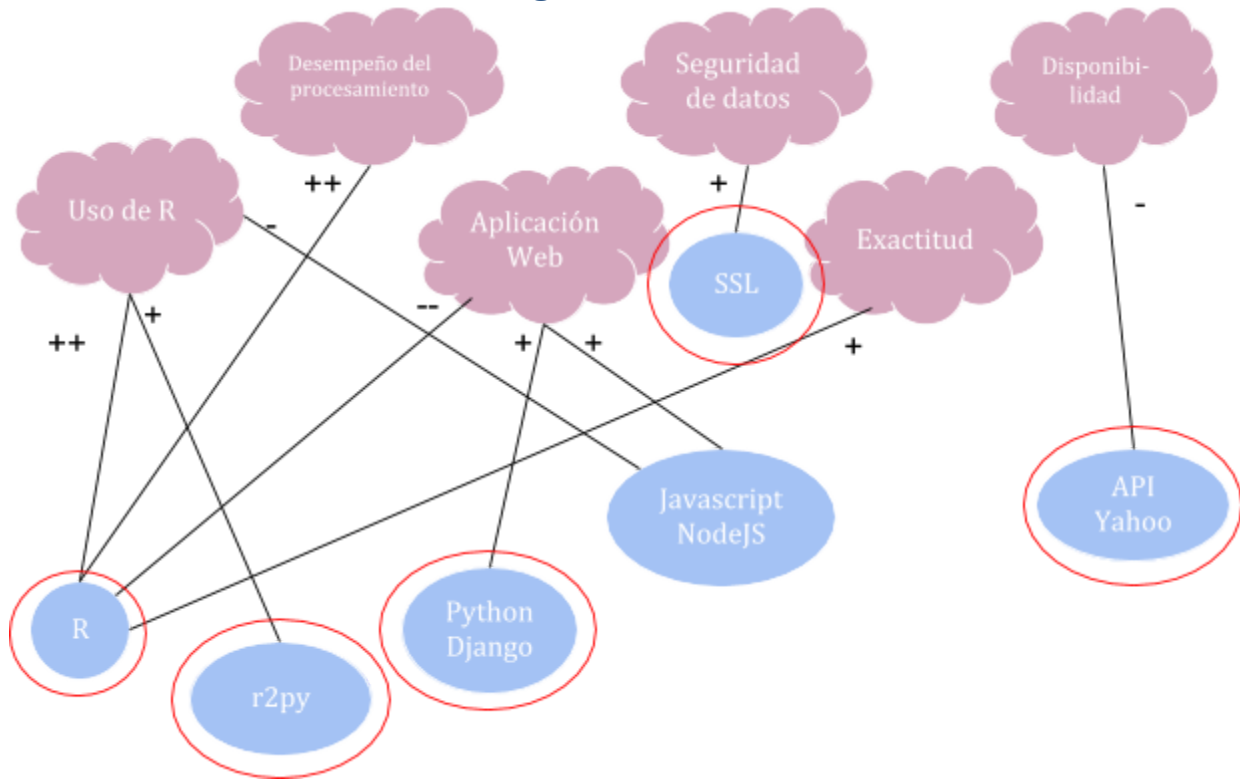 Desempeño del
procesamiento
Seguridad
de datos
Disponibi-
lidad
++
+
-
Uso de R
-
Aplicación
Web
Exactitud
SSL
++
+
--
+
+
+
Javascript
NodeJS
API
Yahoo
R
r2py
Python
Django